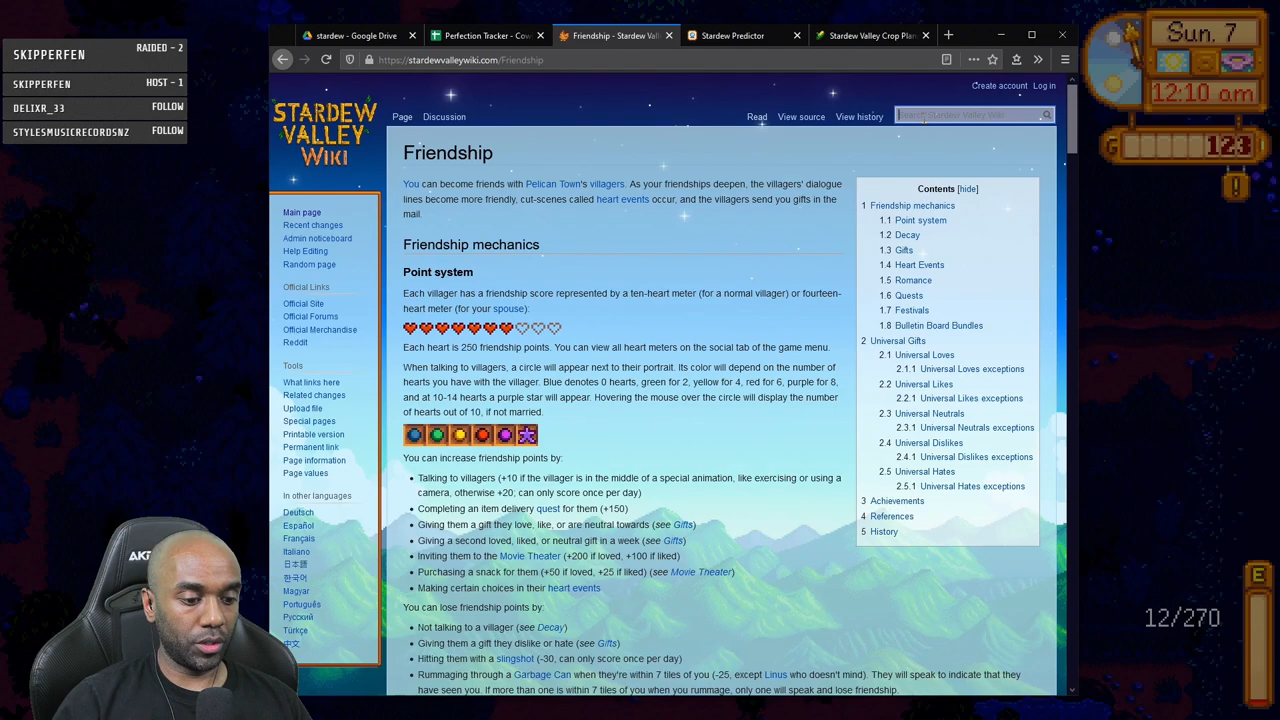 SKIPPERFEN RAIDED - 2
SKIPPERFEN HOST - 1
DELIXR_33 FOLLOW
STYLESMUSICRECORDSNZ FOLLOW
stardew - Google Drive
Perfection Tracker - Cov
Friendship - Stardew Vall
Stardew Predictor
Stardew Valley Crop Plan
https://stardewvalleywiki.com/Friendship
Create account Log in
STARDEW
VALLEY
WIKI
Page Discussion Read View source View history Search Stardew Valley Wiki
Main page
Recent changes
Admin noticeboard
Help Editing
Random page
Official Links
Official Site
Official Forums
Official Merchandise
Reddit
Tools
What links here
Related changes
Upload file
Special pages
Printable version
Permanent link
Page information
Page values
In other languages
Deutsch
Español
Français
Italiano
日本語
한국어
Magyar
Português
Русский
Türkçe
中文
Friendship
You can become friends with Pelican Town's villagers. As your friendships deepen, the villagers' dialogue
lines become more friendly, cut-scenes called heart events occur, and the villagers send you gifts in the
mail.
Friendship mechanics
Point system
Each villager has a friendship score represented by a ten-heart meter (for a normal villager) or fourteen-
heart meter (for your spouse):
Each heart is 250 friendship points. You can view all heart meters on the social tab of the game menu.
When talking to villagers, a circle will appear next to their portrait. Its color will depend on the number of
hearts you have with the villager. Blue denotes 0 hearts, green for 2, yellow for 4, red for 6, purple for 8,
and at 10-14 hearts a purple star will appear. Hovering the mouse over the circle will display the number
of hearts out of 10, if not married.
You can increase friendship points by:
• Talking to villagers (+10 if the villager is in the middle of a special animation, like exercising or using a
camera, otherwise +20; can only score once per day)
• Completing an item delivery quest for them (+150)
• Giving them a gift they love, like, or are neutral towards (see Gifts)
• Giving a second loved, liked, or neutral gift in a week (see Gifts)
• Inviting them to the Movie Theater (+200 if loved, +100 if liked)
• Purchasing a snack for them (+50 if loved, +25 if liked) (see Movie Theater)
• Making certain choices in their heart events
You can lose friendship points by:
• Not talking to a villager (see Decay)
• Giving them a gift they dislike or hate (see Gifts)
• Hitting them with a slingshot (-30, can only score once per day)
• Rummaging through a Garbage Can when they're within 7 tiles of you (-25, except Linus who doesn't mind). They will speak to indicate that they
have seen you. If more than one is within 7 tiles of you when you rummage, only one will speak and lose friendship.
Contents [hide]
1 Friendship mechanics
1.1 Point system
1.2 Decay
1.3 Gifts
1.4 Heart Events
1.5 Romance
1.6 Quests
1.7 Festivals
1.8 Bulletin Board Bundles
2 Universal Gifts
2.1 Universal Loves
2.1.1 Universal Loves exceptions
2.2 Universal Likes
2.2.1 Universal Likes exceptions
2.3 Universal Neutrals
2.3.1 Universal Neutrals exceptions
2.4 Universal Dislikes
2.4.1 Universal Dislikes exceptions
2.5 Universal Hates
2.5.1 Universal Hates exceptions
3 Achievements
4 References
5 History
Sun. 7
12:10 am
123
E
12/270